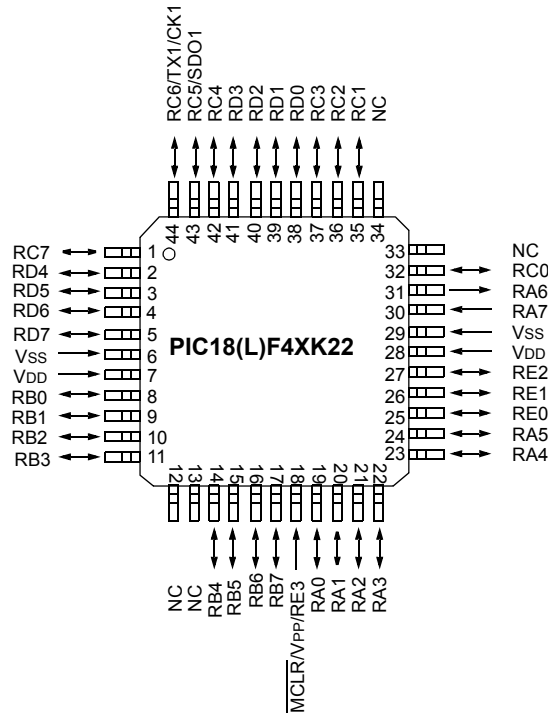 RC6/TX1/CK1
RC5/SDO1
RC4
RD3
RD2
RD1
RD0
RC3
RC2
RC1
NC
44
43
42
41
40
39
38
37
36
35
34
RC7 1
RD4 2
RD5 3
RD6 4
RD7 5
VSS 6
VDD 7
RB0 8
RB1 9
RB2 10
RB3 11
PIC18(L)F4XK22
33 NC
32 RC0
31 RA6
30 RA7
29 VSS
28 VDD
27 RE2
26 RE1
25 RE0
24 RA5
23 RA4
12
13
14
15
16
17
18
19
20
21
22
NC
NC
RB4
RB5
RB6
RB7
MCLR/VPP/RE3
RA0
RA1
RA2
RA3